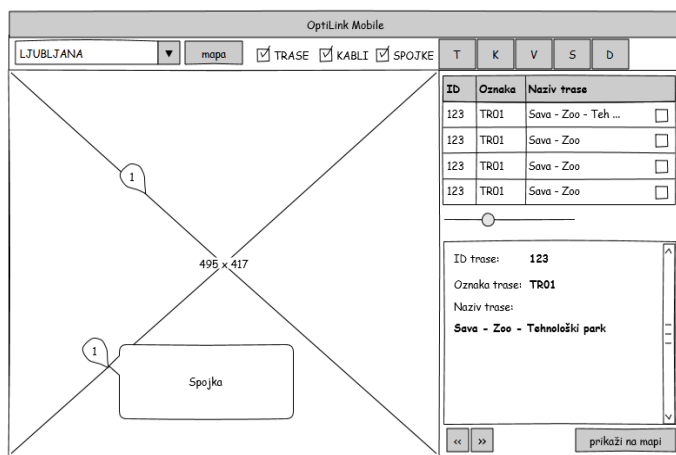 OptiLink Mobile
LJUBLJANA ▼ mapa TRASE KABLI SPOJKE T K V S D
ID Oznaka Naziv trase
123 TR01 Sava - Zoo - Teh ...
123 TR01 Sava - Zoo
123 TR01 Sava - Zoo
123 TR01 Sava - Zoo
1
495 x 417
1
Spojka
ID trase: 123
Oznaka trase: TR01
Naziv trase:
Sava - Zoo - Tehnološki park
<< >> prikaži na mapi